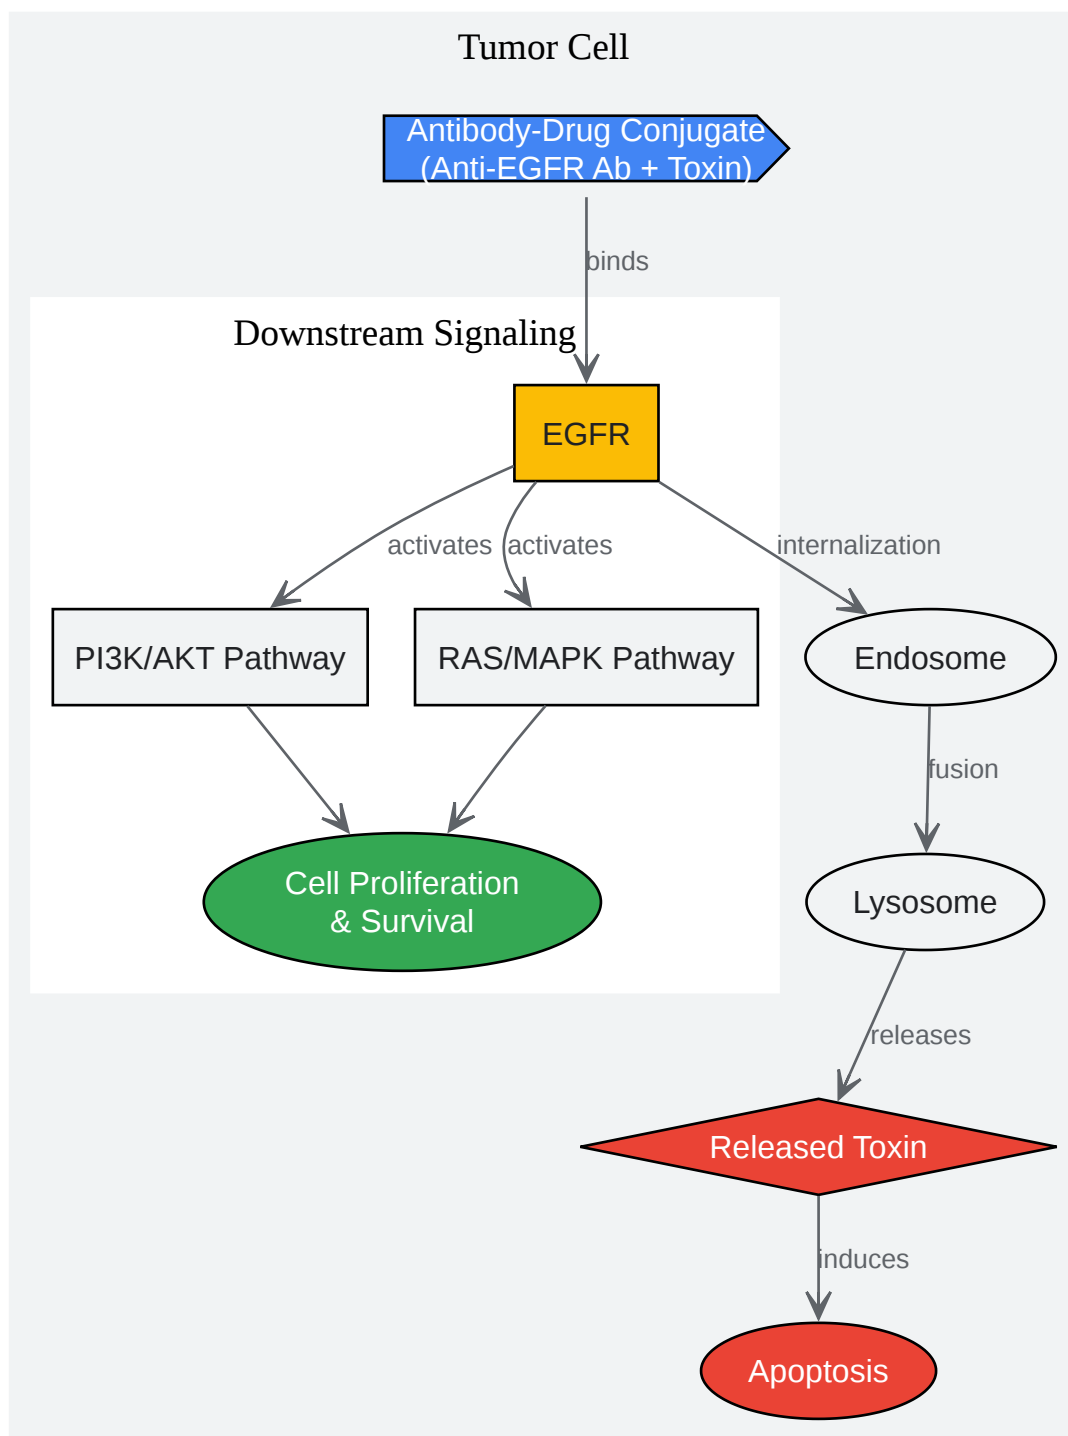 Tumor Cell
Antibody-Drug Conjugate
(Anti-EGFR Ab + Toxin)
binds
Downstream Signaling
EGFR
activates
activates
internalization
PI3K/AKT Pathway
RAS/MAPK Pathway
Endosome
fusion
Cell Proliferation
& Survival
Lysosome
releases
Released Toxin
induces
Apoptosis